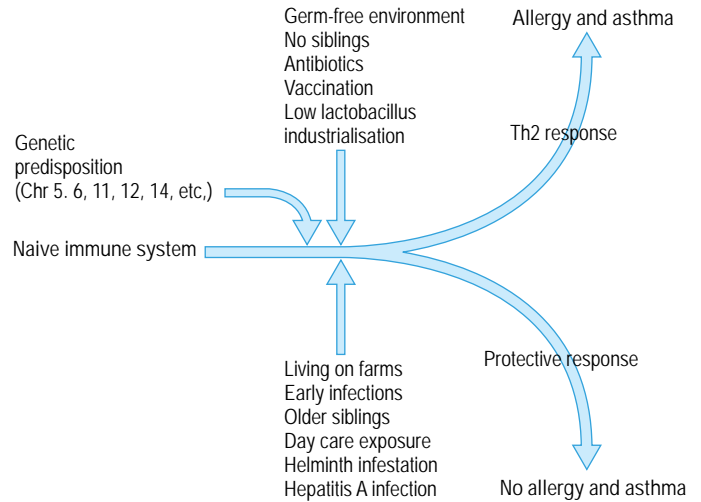 Germ-free environment
No siblings
Antibiotics
Vaccination
Low lactobacillus
industrialisation
Allergy and asthma
Th2 response
Genetic
predisposition
(Chr 5. 6, 11, 12, 14, etc,)
Naive immune system
Living on farms
Early infections
Older siblings
Day care exposure
Helminth infestation
Hepatitis A infection
Protective response
No allergy and asthma